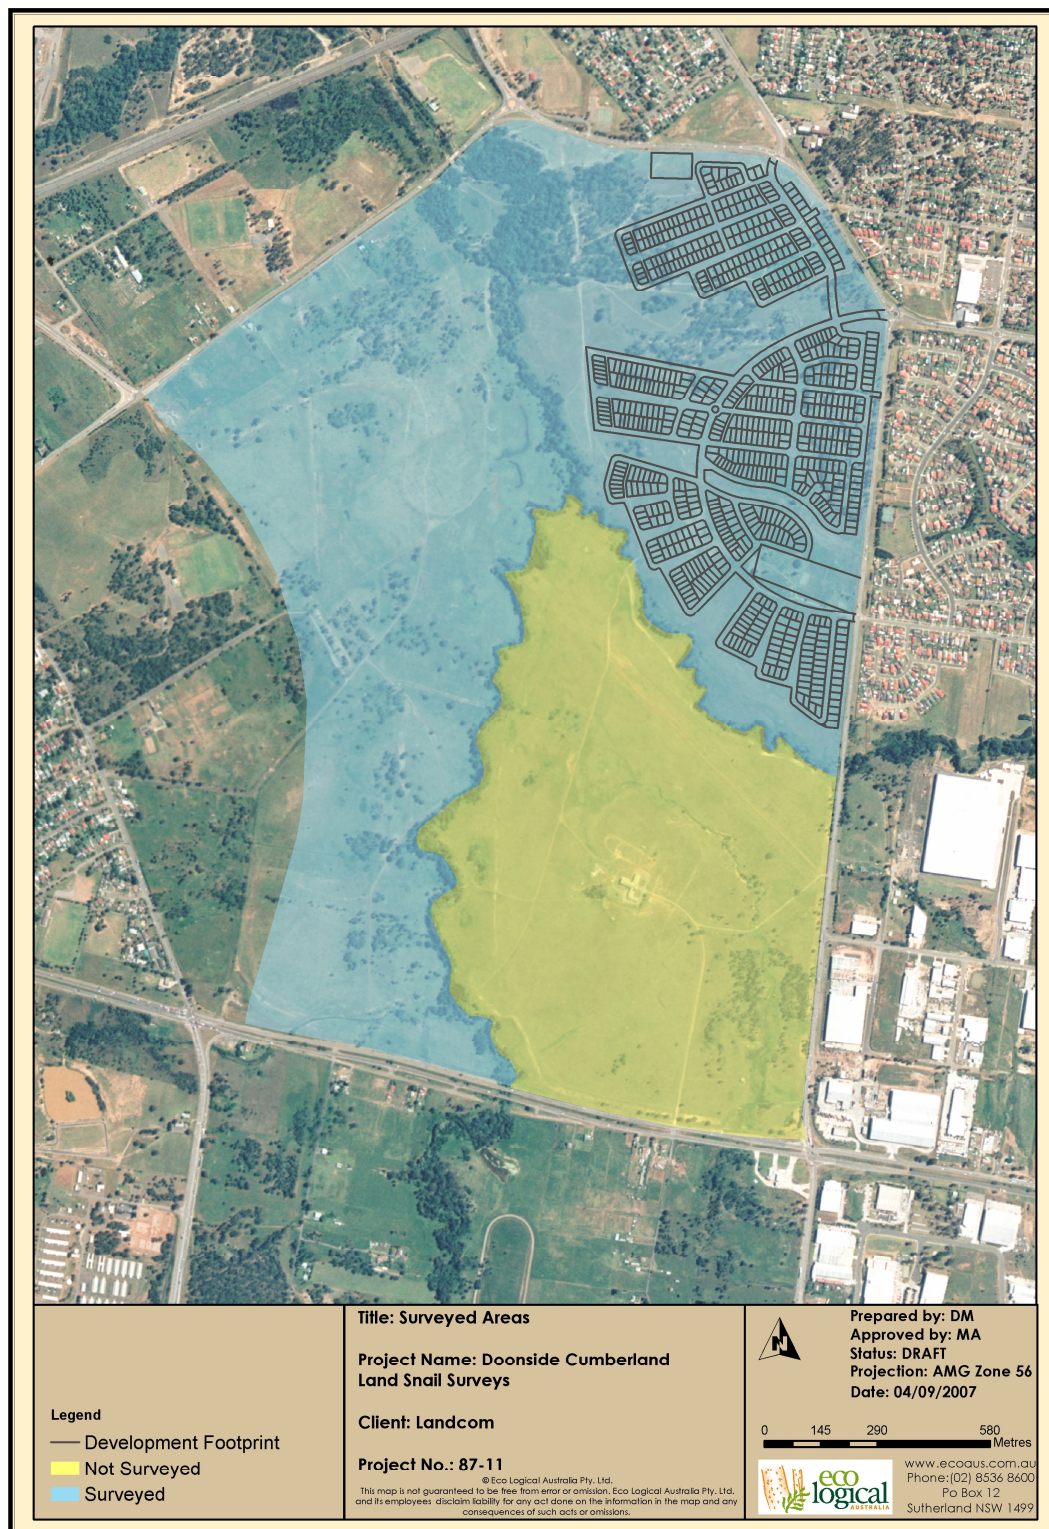 Legend
Development Footprint
Not Surveyed
Surveyed
Title: Surveyed Areas
Project Name: Doonside Cumberland
Land Snail Surveys
Client: Landcom
Project No.: 87-11
© Eco Logical Australia Pty. Ltd.
This map is not guaranteed to be free from error or omission. Eco Logical Australia Pty. Ltd.
and its employees disclaim liability for any act done on the information in the map and any
consequences of such acts or omissions.
N
Prepared by: DM
Approved by: MA
Status: DRAFT
Projection: AMG Zone 56
Date: 04/09/2007
0 145 290 580
Metres
eco
logical
AUSTRALIA
www.ecoaus.com.au
Phone:(02) 8536 8600
Po Box 12
Sutherland NSW 1499